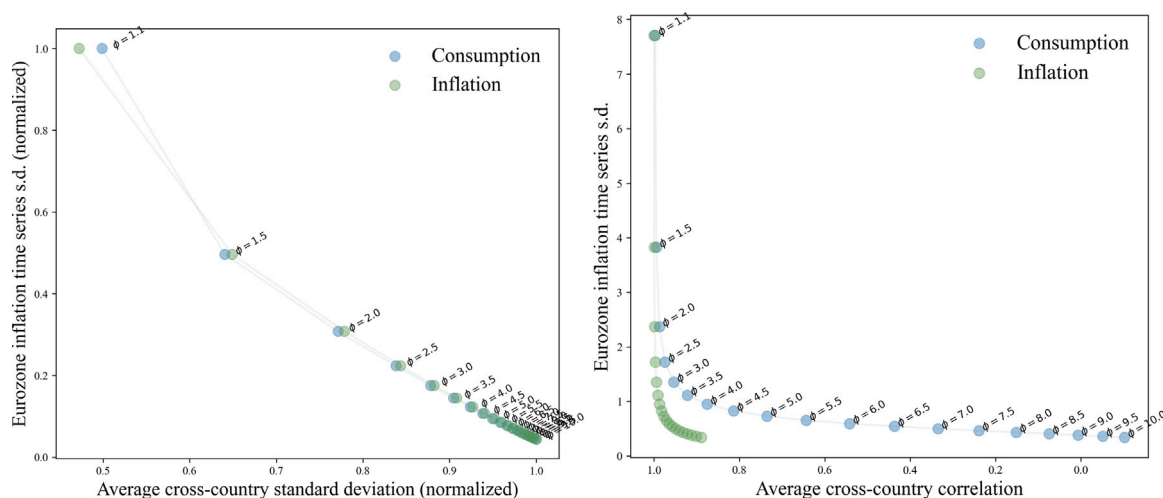 Eurozone inflation time series s.d. (normalized)
1.0
0.8
0.6
0.4
0.2
0.0
Consumption
Inflation
ϕ = 1.1
ϕ = 1.5
ϕ = 2.0
ϕ = 2.5
ϕ = 3.0
ϕ = 3.5
ϕ = 4.0
0.5
0.6
0.7
0.8
0.9
1.0
Average cross-country standard deviation (normalized)
Eurozone inflation time series s.d.
8
7
6
5
4
3
2
1
0
Consumption
Inflation
ϕ = 1.1
ϕ = 1.5
ϕ = 2.0
ϕ = 2.5
ϕ = 3.0
ϕ = 3.5
ϕ = 4.0
ϕ = 4.5
ϕ = 5.0
ϕ = 5.5
ϕ = 6.0
ϕ = 6.5
ϕ = 7.0
ϕ = 7.5
ϕ = 8.0
ϕ = 8.5
ϕ = 9.0
ϕ = 9.5
ϕ = 10.0
1.0
0.8
0.6
0.4
0.2
0.0
Average cross-country correlation